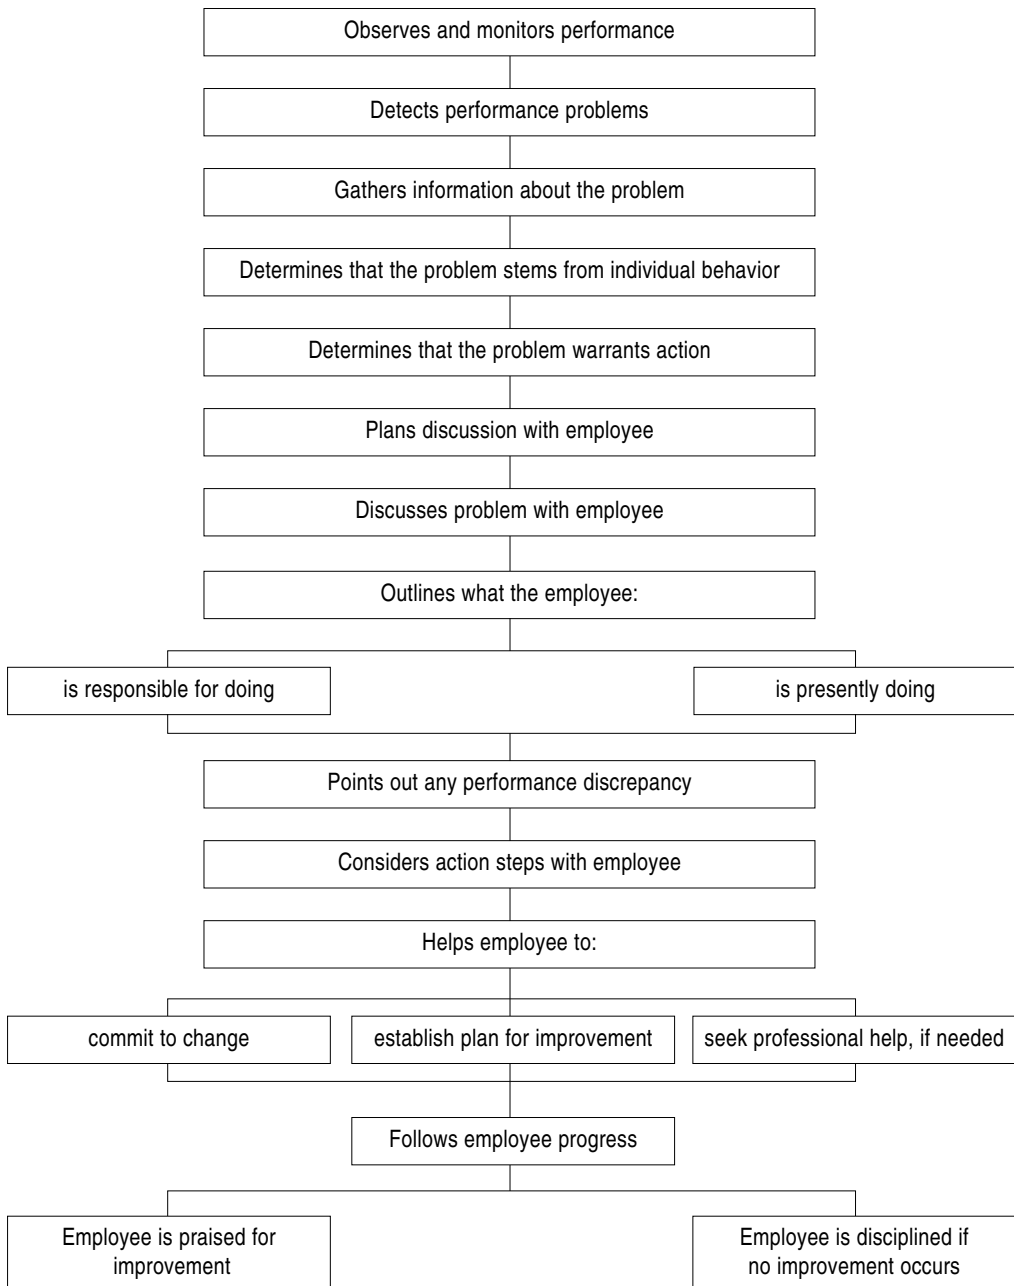 Observes and monitors performance
Detects performance problems
Gathers information about the problem
Determines that the problem stems from individual behavior
Determines that the problem warrants action
Plans discussion with employee
Discusses problem with employee
Outlines what the employee:
is responsible for doing
is presently doing
Points out any performance discrepancy
Considers action steps with employee
Helps employee to:
commit to change
establish plan for improvement
seek professional help, if needed
Follows employee progress
Employee is praised for
improvement
Employee is disciplined if
no improvement occurs